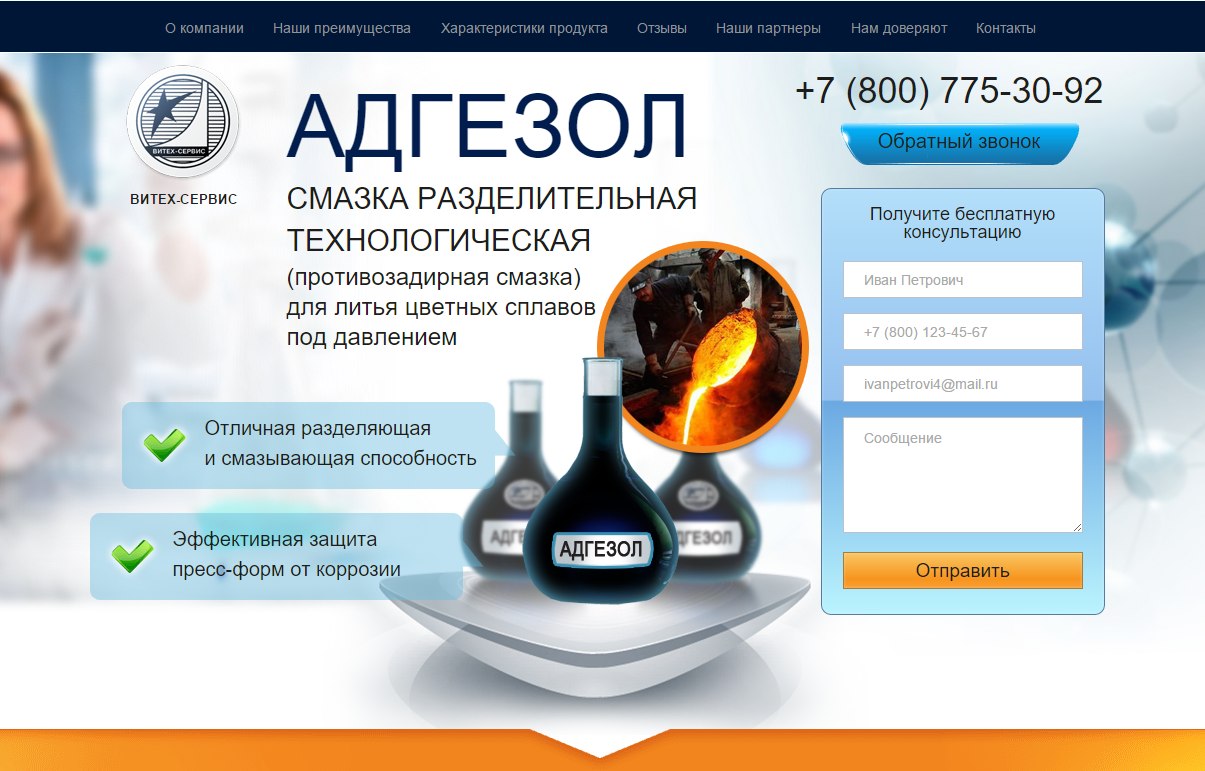 О компании Наши преимущества Характеристики продукта Отзывы Наши партнеры Нам доверяют Контакты
ВИТЕХ-СЕРВИС
ВИТЕХ-СЕРВИС
АДГЕЗОЛ
СМАЗКА РАЗДЕЛИТЕЛЬНАЯ
ТЕХНОЛОГИЧЕСКАЯ
(противозадирная смазка)
для литья цветных сплавов
под давлением
+7 (800) 775-30-92
Обратный звонок
Получите бесплатную
консультацию
Иван Петрович
+7 (800) 123-45-67
ivanpetrovi4@mail.ru
Сообщение
Отправить
Отличная разделяющая
и смазывающая способность
Эффективная защита
пресс-форм от коррозии
АДГЕ
АДГЕЗОЛ
ДГЕЗОЛ